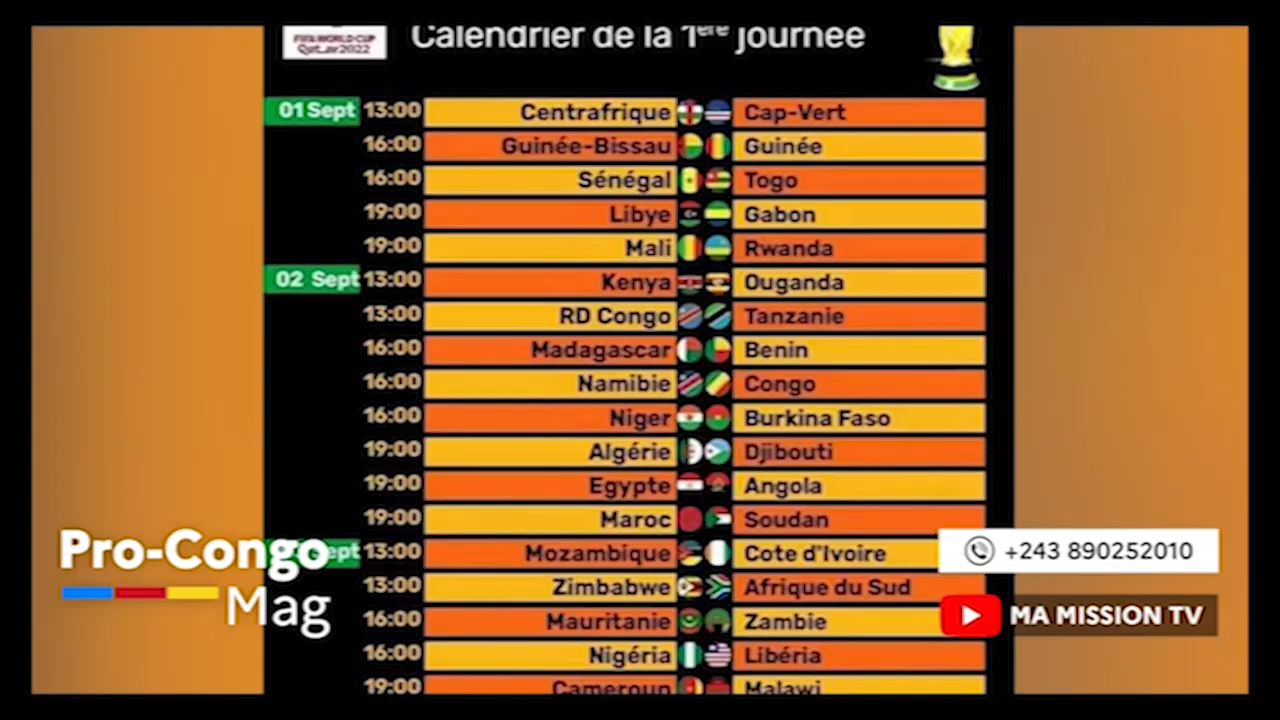 FIFA WORLD CUP
Qatar2022
Calendrier de la 1ère journée
01 Sept 13:00 Centrafrique Cap-Vert
16:00 Guinée-Bissau Guinée
16:00 Sénégal Togo
19:00 Libye Gabon
19:00 Mali Rwanda
02 Sept 13:00 Kenya Ouganda
13:00 RD Congo Tanzanie
16:00 Madagascar Benin
16:00 Namibie Congo
16:00 Niger Burkina Faso
19:00 Algérie Djibouti
19:00 Egypte Angola
19:00 Maroc Soudan
Sept 13:00 Mozambique Cote d'Ivoire
13:00 Zimbabwe Afrique du Sud
16:00 Mauritanie Zambie
16:00 Nigéria Libéria
19:00 Cameroun Malawi
Pro-Congo
Mag
+243 890252010
MA MISSION TV